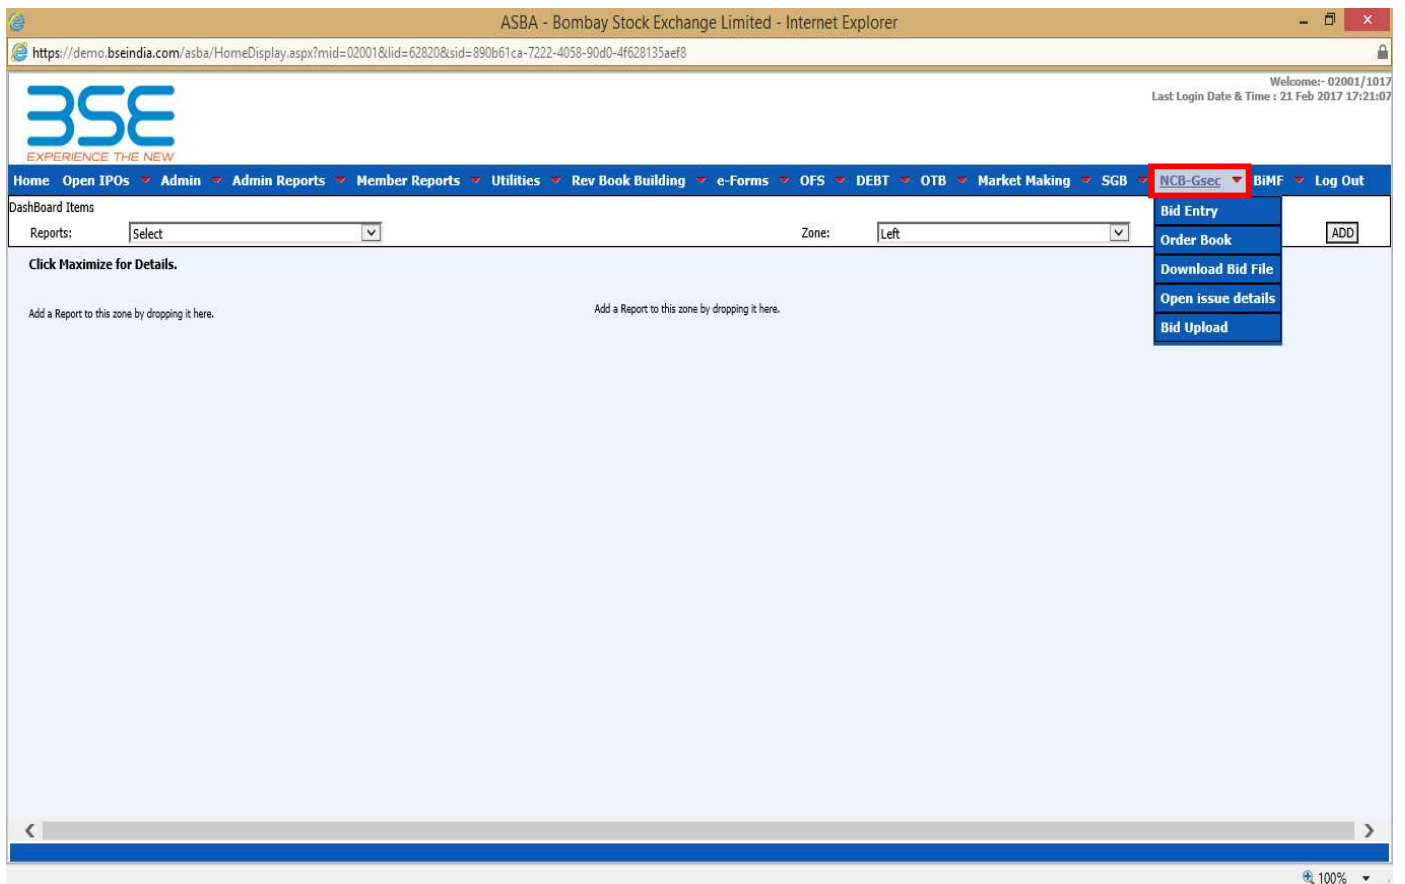 ASBA - Bombay Stock Exchange Limited - Internet Explorer
https://demo.bseindia.com/asba/HomeDisplay.aspx?mid=02001&lid=62820&sid=890b61ca-7222-4058-90d0-4f628135aef8
Welcome:- 02001/1017
Last Login Date & Time : 21 Feb 2017 17:21:07
BSE
EXPERIENCE THE NEW
Home Open IPOs Admin Admin Reports Member Reports Utilities Rev Book Building e-Forms OFS DEBT OTB Market Making SGB NCB-Gsec BiMF Log Out
DashBoard Items
Reports: Select Zone: Left ADD
Bid Entry
Order Book
Download Bid File
Open issue details
Bid Upload
Click Maximize for Details.
Add a Report to this zone by dropping it here. Add a Report to this zone by dropping it here.
100%